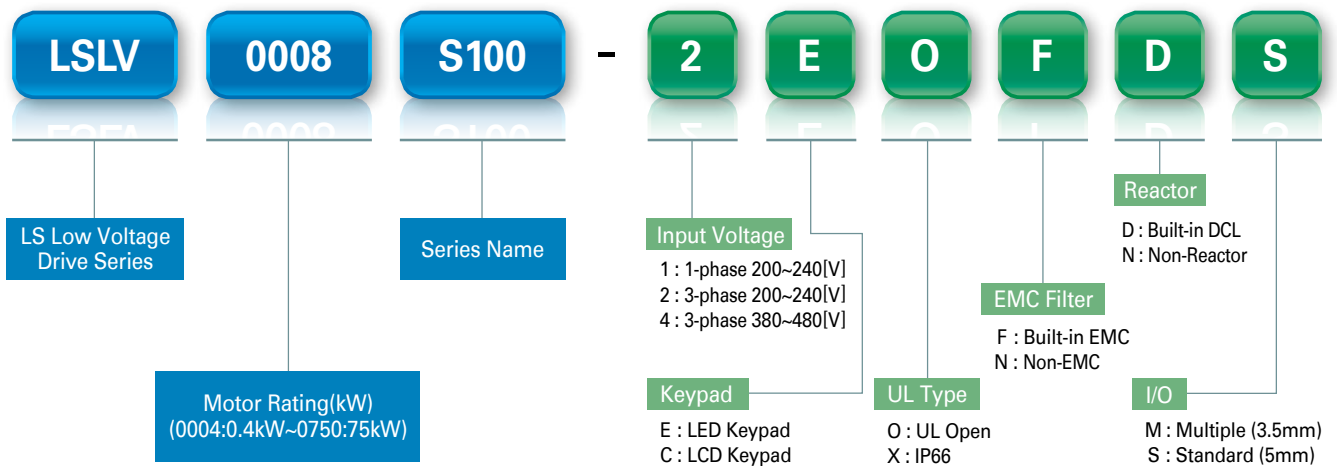 LSLV 0008 S100 - 2 E O F D S
LS Low Voltage
Drive Series
Motor Rating(kW)
(0004:0.4kW~0750:75kW)
Series Name
Input Voltage
1 : 1-phase 200~240[V]
2 : 3-phase 200~240[V]
4 : 3-phase 380~480[V]
Keypad
E : LED Keypad
C : LCD Keypad
UL Type
O : UL Open
X : IP66
EMC Filter
F : Built-in EMC
N : Non-EMC
Reactor
D : Built-in DCL
N : Non-Reactor
I/O
M : Multiple (3.5mm)
S : Standard (5mm)